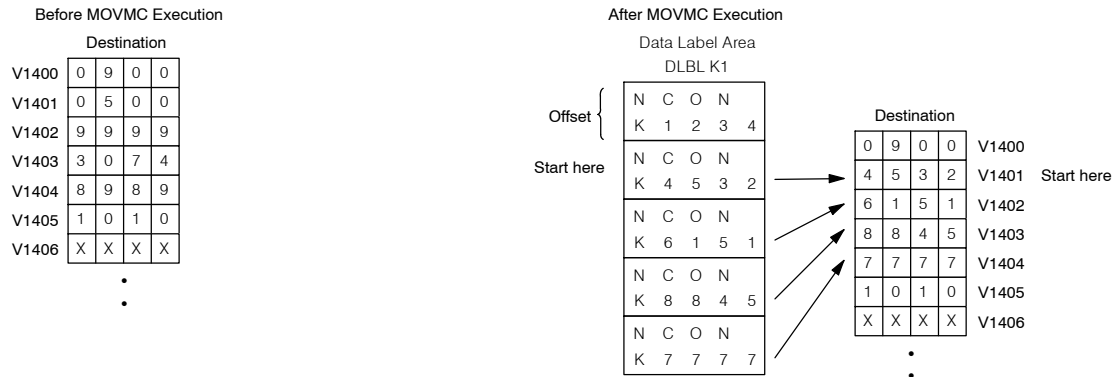 Before MOVMC Execution
Destination
V1400 0 9 0 0
V1401 0 5 0 0
V1402 9 9 9 9
V1403 3 0 7 4
V1404 8 9 8 9
V1405 1 0 1 0
V1406 X X X X
After MOVMC Execution
Data Label Area
DLBL K1
Offset
N C O N
K 1 2 3 4
Start here
N C O N
K 4 5 3 2
N C O N
K 6 1 5 1
N C O N
K 8 8 4 5
N C O N
K 7 7 7 7
Destination
0 9 0 0 V1400
4 5 3 2 V1401 Start here
6 1 5 1 V1402
8 8 4 5 V1403
7 7 7 7 V1404
1 0 1 0 V1405
X X X X V1406